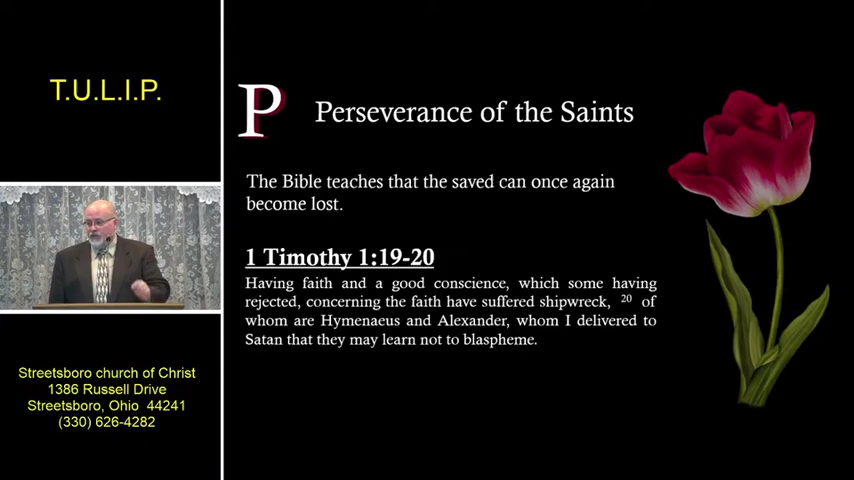 T.U.L.I.P.
P Perseverance of the Saints
The Bible teaches that the saved can once again
become lost.
1 Timothy 1:19-20
Having faith and a good conscience, which some having
rejected, concerning the faith have suffered shipwreck, 20 of
whom are Hymenaeus and Alexander, whom I delivered to
Satan that they may learn not to blaspheme.
Streetsboro church of Christ
1386 Russell Drive
Streetsboro, Ohio 44241
(330) 626-4282